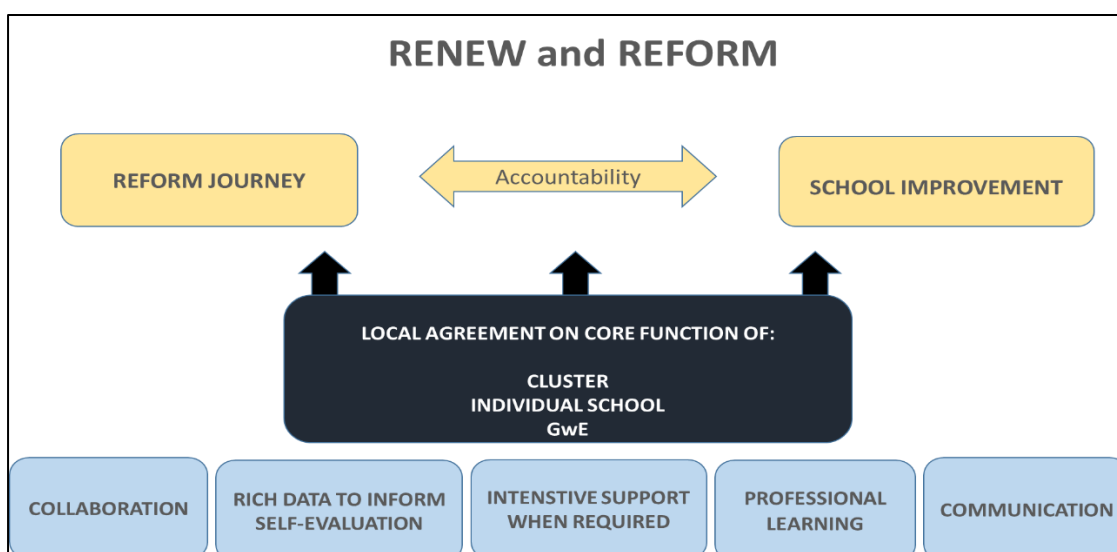 RENEW and REFORM
REFORM JOURNEY
Accountability
SCHOOL IMPROVEMENT
LOCAL AGREEMENT ON CORE FUNCTION OF:
CLUSTER
INDIVIDUAL SCHOOL
GwE
COLLABORATION
RICH DATA TO INFORM
SELF-EVALUATION
INTENSTIVE SUPPORT
WHEN REQUIRED
PROFESSIONAL
LEARNING
COMMUNICATION